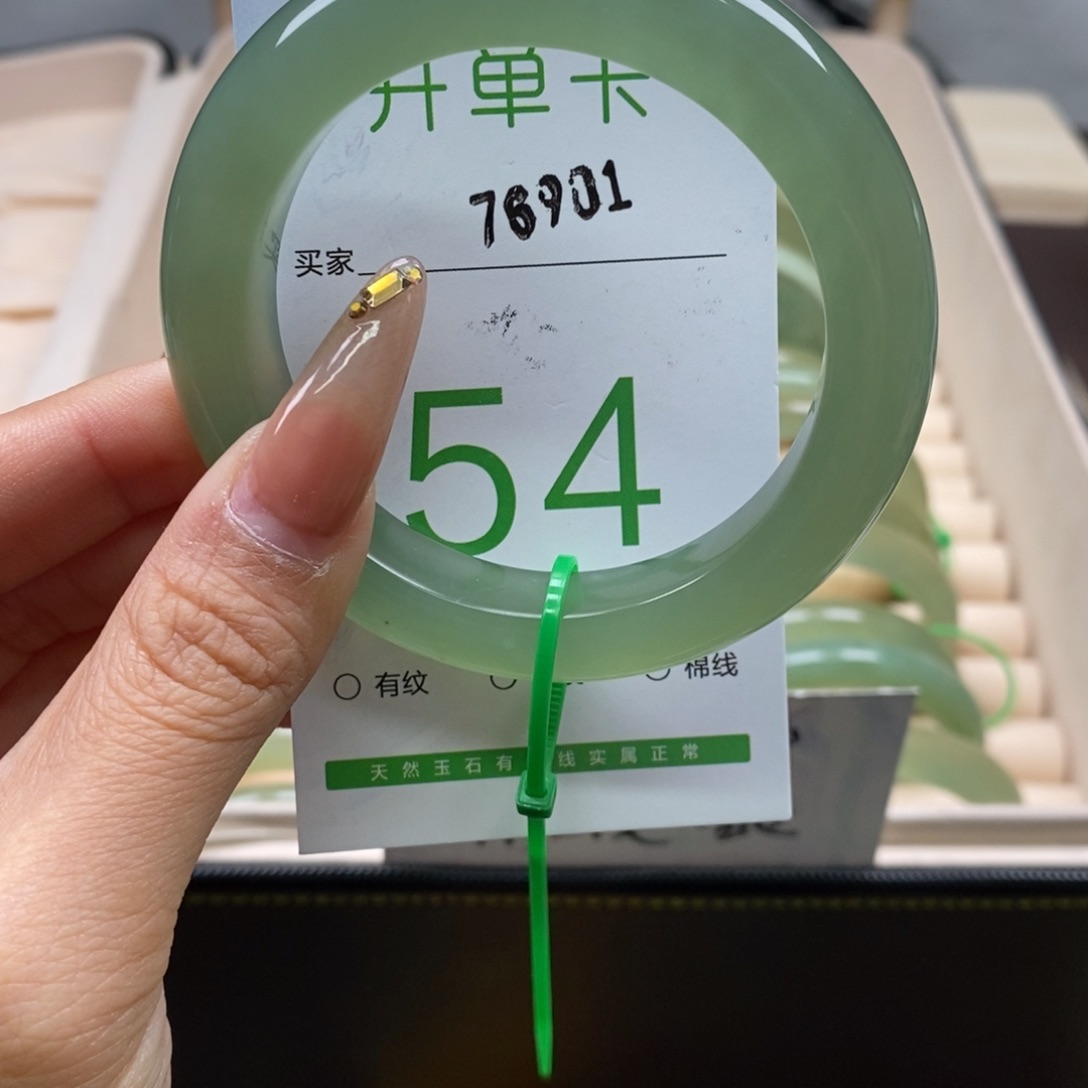 开单卡
76901
买家
54
○ 有纹 ○ ○ 棉线
天然玉石有 线实属正常